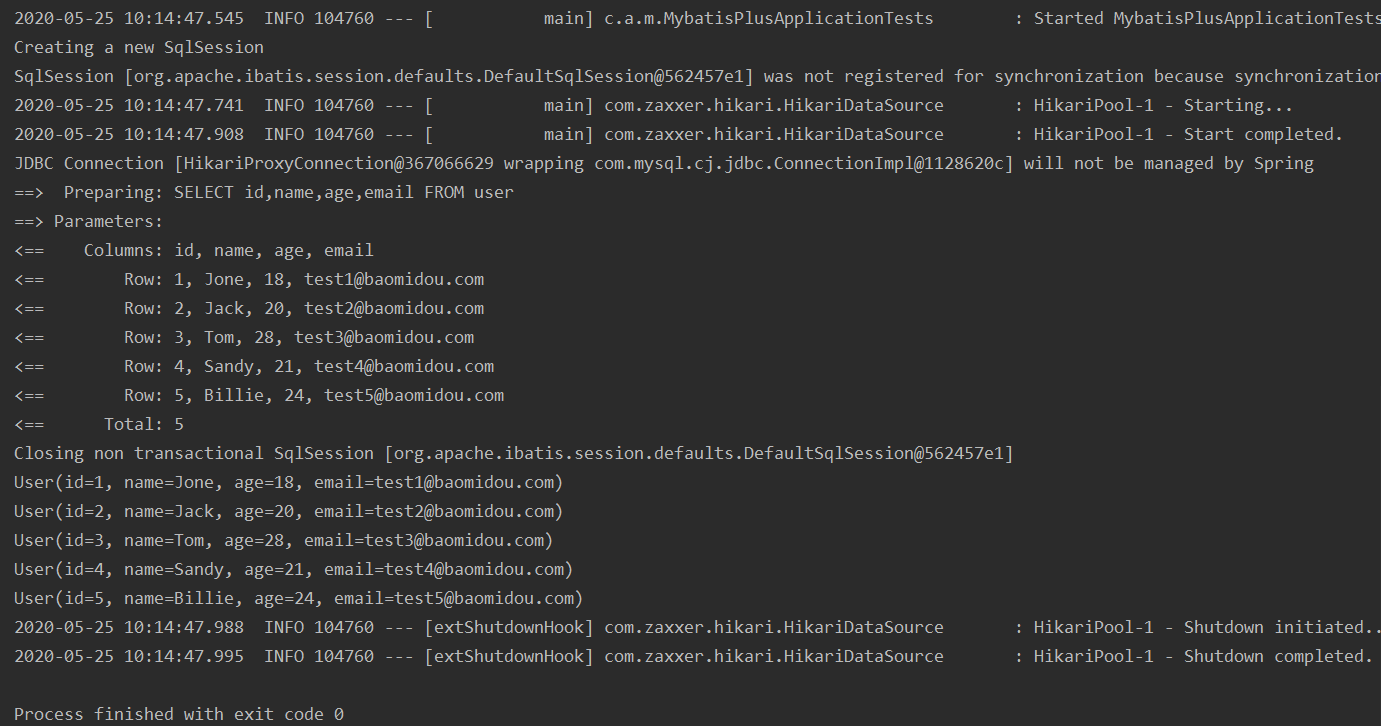 2020-05-25 10:14:47.545  INFO 104760 --- [           main] c.a.m.MybatisPlusApplicationTests        : Started MybatisPlusApplicationTests
Creating a new SqlSession
SqlSession [org.apache.ibatis.session.defaults.DefaultSqlSession@562457e1] was not registered for synchronization because synchronization
2020-05-25 10:14:47.741  INFO 104760 --- [           main] com.zaxxer.hikari.HikariDataSource       : HikariPool-1 - Starting...
2020-05-25 10:14:47.908  INFO 104760 --- [           main] com.zaxxer.hikari.HikariDataSource       : HikariPool-1 - Start completed.
JDBC Connection [HikariProxyConnection@367066629 wrapping com.mysql.cj.jdbc.ConnectionImpl@1128620c] will not be managed by Spring
==>  Preparing: SELECT id,name,age,email FROM user
==> Parameters:
<==    Columns: id, name, age, email
<==        Row: 1, Jone, 18, test1@baomidou.com
<==        Row: 2, Jack, 20, test2@baomidou.com
<==        Row: 3, Tom, 28, test3@baomidou.com
<==        Row: 4, Sandy, 21, test4@baomidou.com
<==        Row: 5, Billie, 24, test5@baomidou.com
<==      Total: 5
Closing non transactional SqlSession [org.apache.ibatis.session.defaults.DefaultSqlSession@562457e1]
User(id=1, name=Jone, age=18, email=test1@baomidou.com)
User(id=2, name=Jack, age=20, email=test2@baomidou.com)
User(id=3, name=Tom, age=28, email=test3@baomidou.com)
User(id=4, name=Sandy, age=21, email=test4@baomidou.com)
User(id=5, name=Billie, age=24, email=test5@baomidou.com)
2020-05-25 10:14:47.988  INFO 104760 --- [extShutdownHook] com.zaxxer.hikari.HikariDataSource       : HikariPool-1 - Shutdown initiated..
2020-05-25 10:14:47.995  INFO 104760 --- [extShutdownHook] com.zaxxer.hikari.HikariDataSource       : HikariPool-1 - Shutdown completed.
Process finished with exit code 0